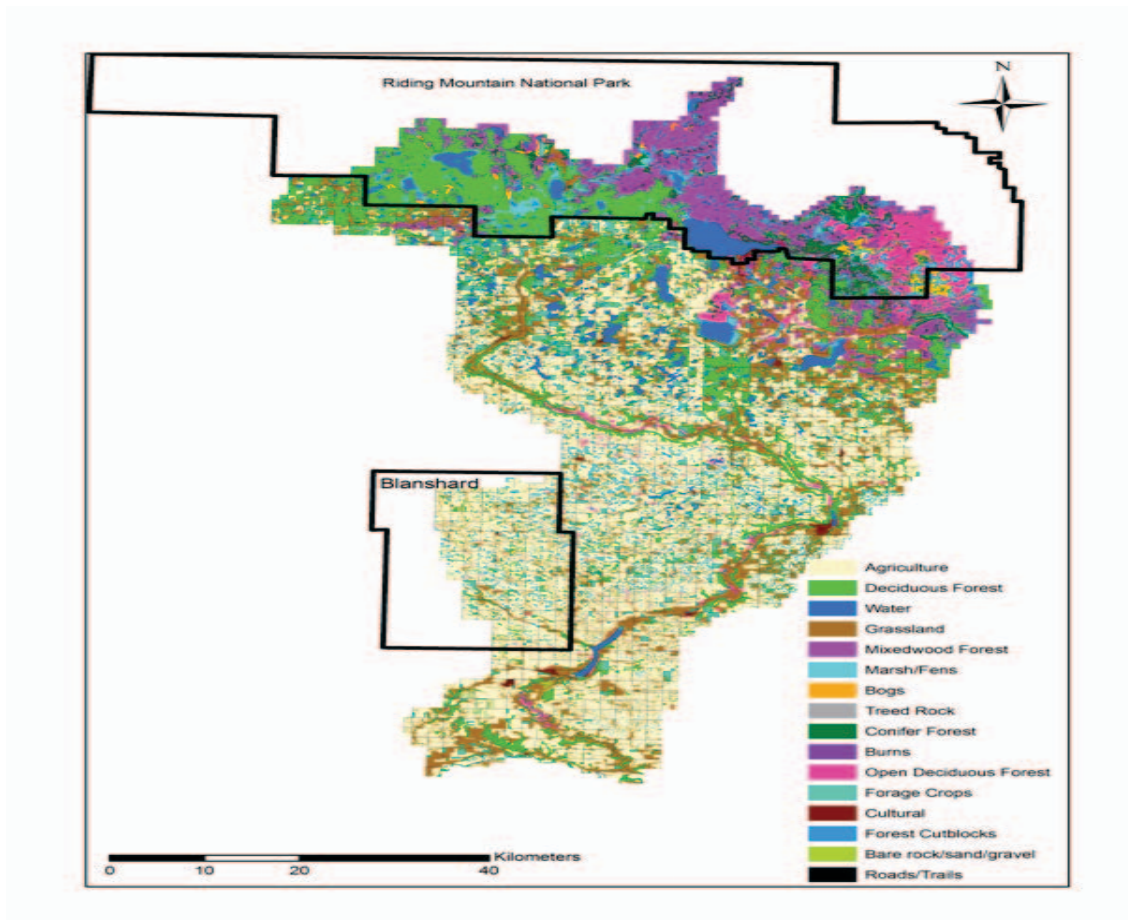 Riding Mountain National Park
N
Blanshard
Agriculture
Deciduous Forest
Water
Grassland
Mixedwood Forest
Marsh/Fens
Bogs
Treed Rock
Conifer Forest
Burns
Open Deciduous Forest
Forage Crops
Cultural
Forest Cutblocks
Bare rock/sand/gravel
Roads/Trails
Kilometers
0 10 20 40